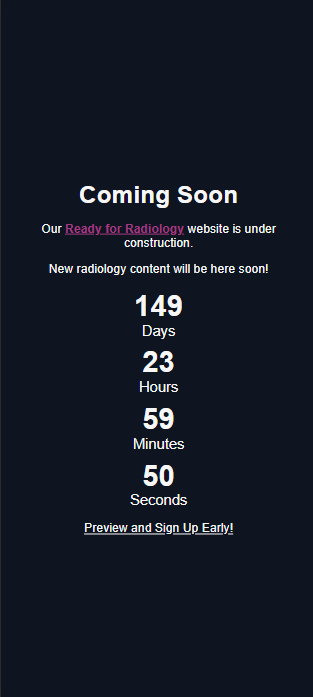 Coming Soon
Our Ready for Radiology website is under
construction.
New radiology content will be here soon!
149
Days
23
Hours
59
Minutes
50
Seconds
Preview and Sign Up Early!